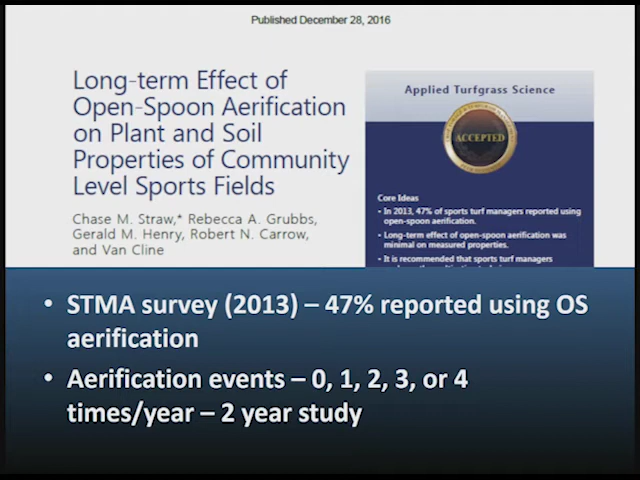 Published December 28, 2016
Long-term Effect of
Open-Spoon Aerification
on Plant and Soil
Properties of Community
Level Sports Fields
Chase M. Straw,* Rebecca A. Grubbs,
Gerald M. Henry, Robert N. Carrow,
and Van Cline
Applied Turfgrass Science
ACCEPTED
Core Ideas
- In 2013, 47% of sports turf managers reported using
open-spoon aerification.
- Long-term effect of open-spoon aerification was
minimal on measured properties.
- It is recommended that sports turf managers
• STMA survey (2013) – 47% reported using OS
aerification
• Aerification events – 0, 1, 2, 3, or 4
times/year – 2 year study